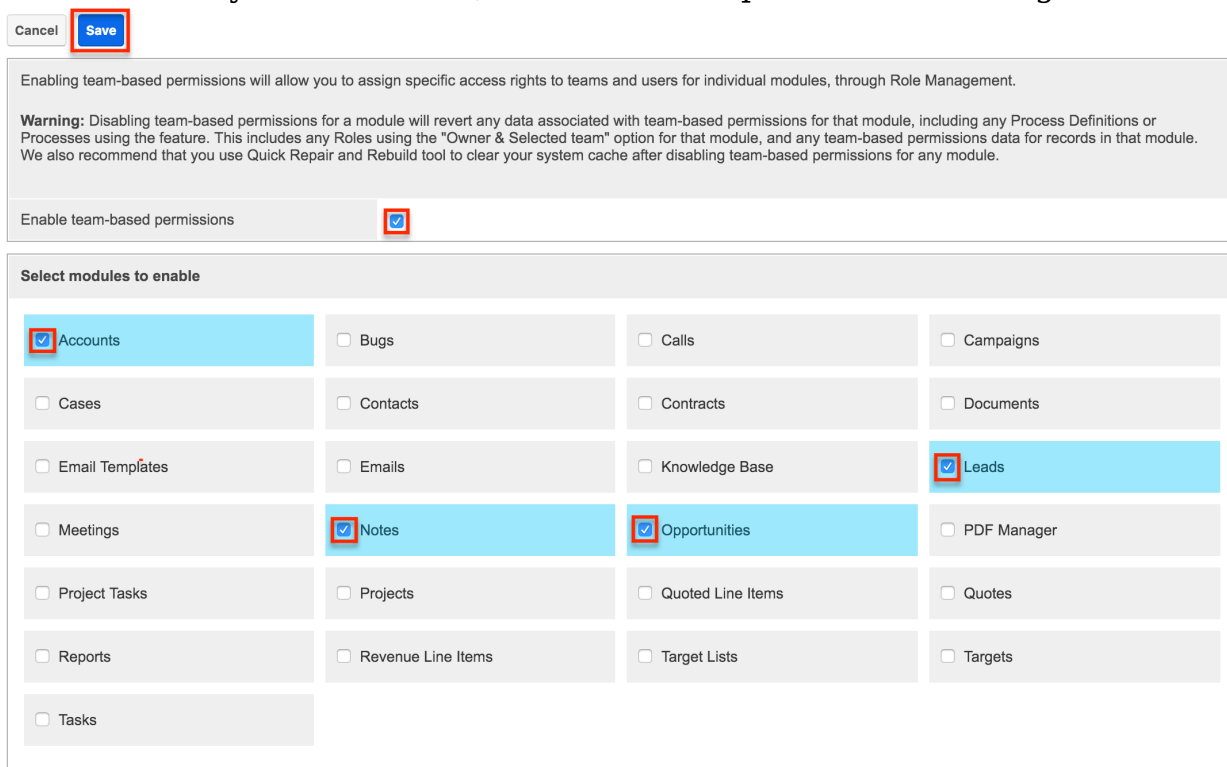 Cancel Save
Enabling team-based permissions will allow you to assign specific access rights to teams and users for individual modules, through Role Management.
Warning: Disabling team-based permissions for a module will revert any data associated with team-based permissions for that module, including any Process Definitions or
Processes using the feature. This includes any Roles using the "Owner & Selected team" option for that module, and any team-based permissions data for records in that module.
We also recommend that you use Quick Repair and Rebuild tool to clear your system cache after disabling team-based permissions for any module.
Enable team-based permissions
Select modules to enable
Accounts Bugs Calls Campaigns
Cases Contacts Contracts Documents
Email Templates Emails Knowledge Base Leads
Meetings Notes Opportunities PDF Manager
Project Tasks Projects Quoted Line Items Quotes
Reports Revenue Line Items Target Lists Targets
Tasks